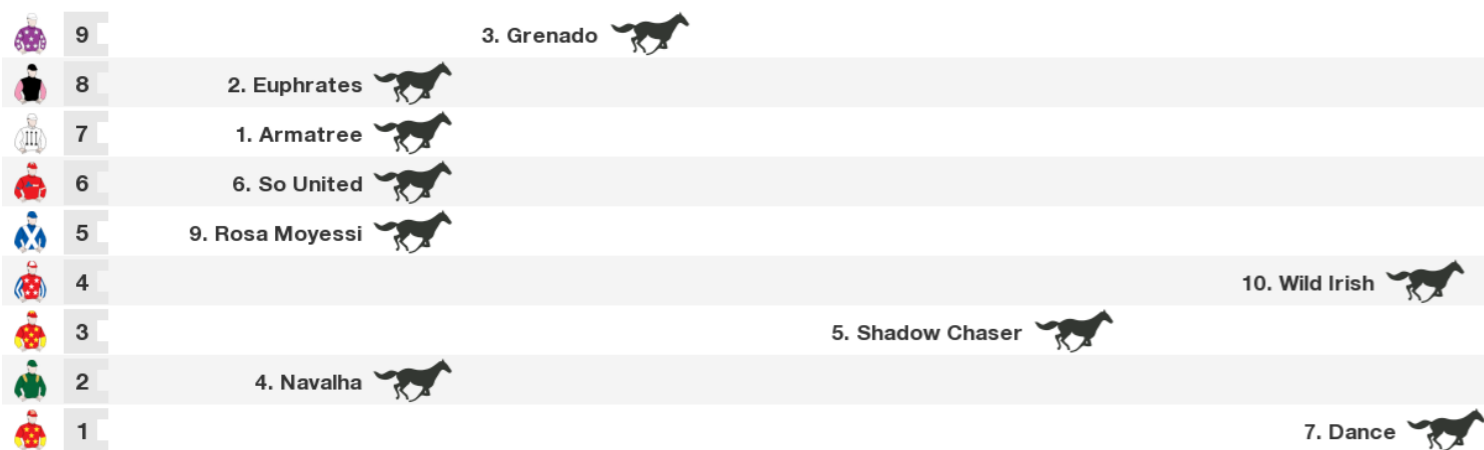 9 3. Grenado
8 2. Euphrates
7 1. Armatree
6 6. So United
5 9. Rosa Moyessi
4 10. Wild Irish
3 5. Shadow Chaser
2 4. Navalha
1 7. Dance